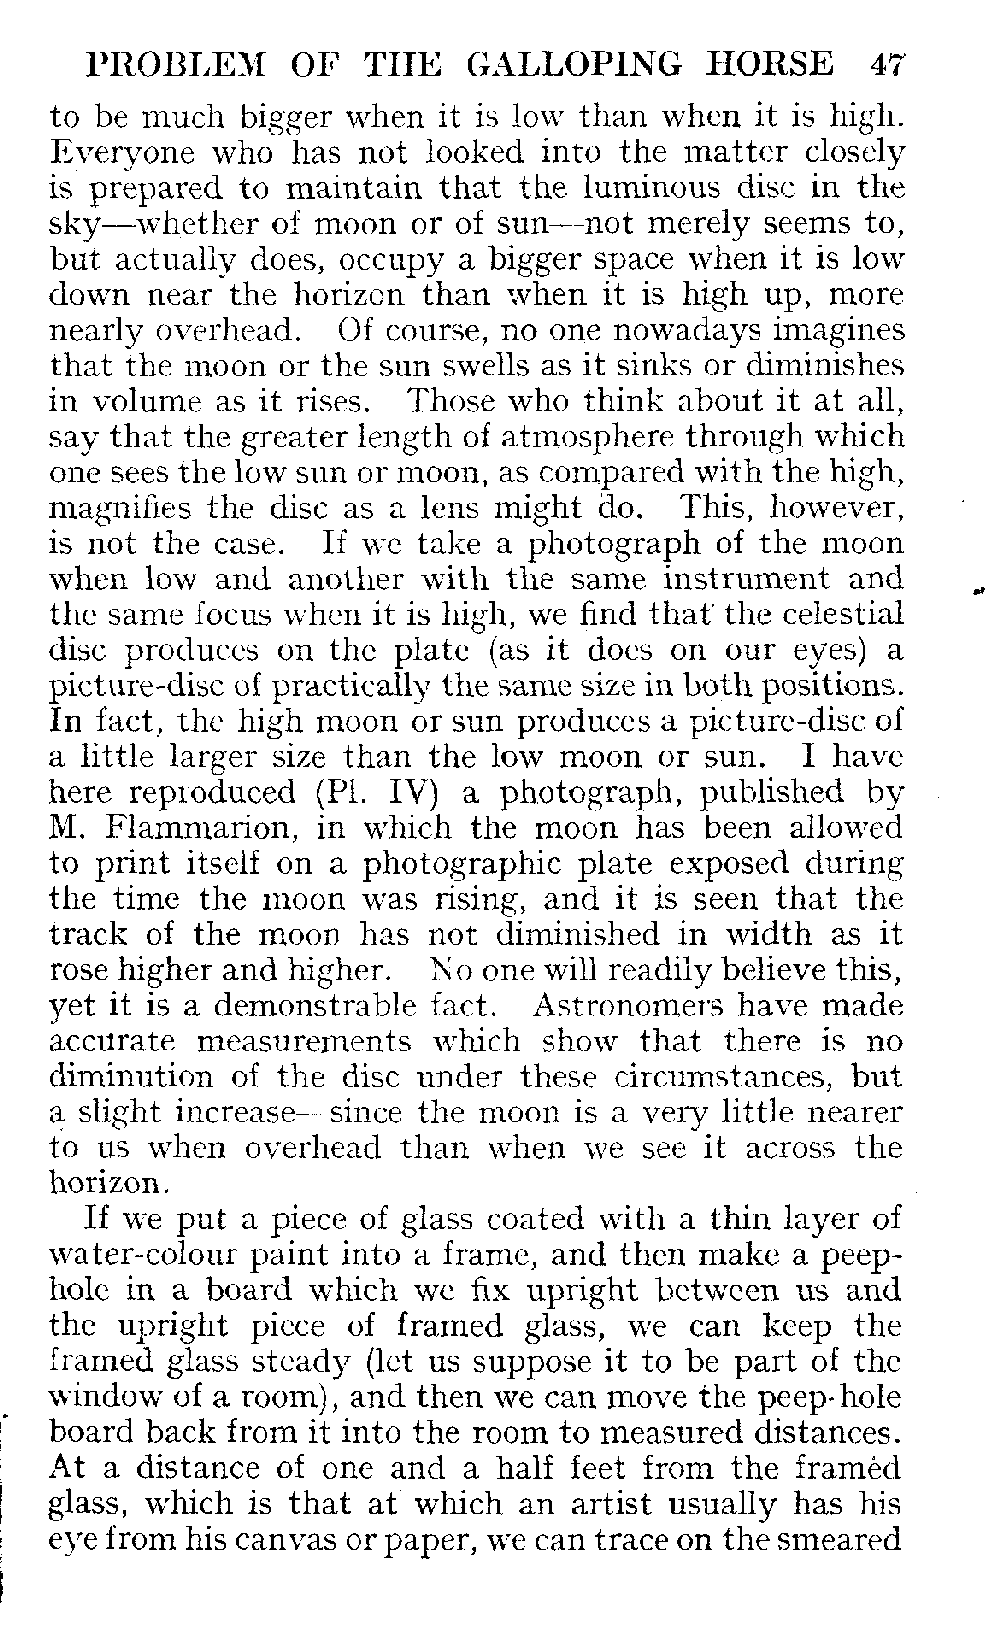 PROBLEM OF THE GALLOPING HORSE 47
to be much bigger when it is low than when it is high.
Everyone who has not looked into the matter closely
is prepared to maintain that the luminous disc in the
sky—whether of moon or of sun—not merely seems to,
but actually does, occupy a bigger space when it is low
down near the horizon than when it is high up, more
nearly overhead. Of course, no one nowadays imagines
that the moon or the sun swells as it sinks or diminishes
in volume as it rises. Those who think about it at all,
say that the greater length of atmosphere through which
one sees the low sun or moon, as compared with the high,
magnifies the disc as a lens might do. This, however,
is not the case. If we take a photograph of the moon
when low and another with the same instrument and
the same focus when it is high, we find that the celestial
disc produces on the plate (as it does on our eyes) a
picture-disc of practically the same size in both positions.
In fact, the high moon or sun produces a picture-disc of
a little larger size than the low moon or sun. I have
here reproduced (Pl. IV) a photograph, published by
M. Flammarion, in which the moon has been allowed
to print itself on a photographic plate exposed during
the time the moon was rising, and it is seen that the
track of the moon has not diminished in width as it
rose higher and higher. No one will readily believe this,
yet it is a demonstrable fact. Astronomers have made
accurate measurements which show that there is no
diminution of the disc under these circumstances, but
a slight increase—since the moon is a very little nearer
to us when overhead than when we see it across the
horizon.
If we put a piece of glass coated with a thin layer of
water-colour paint into a frame, and then make a peep-
hole in a board which we fix upright between us and
the upright piece of framed glass, we can keep the
framed glass steady (let us suppose it to be part of the
window of a room), and then we can move the peep-hole
board back from it into the room to measured distances.
At a distance of one and a half feet from the framèd
glass, which is that at which an artist usually has his
eye from his canvas or paper, we can trace on the smeared